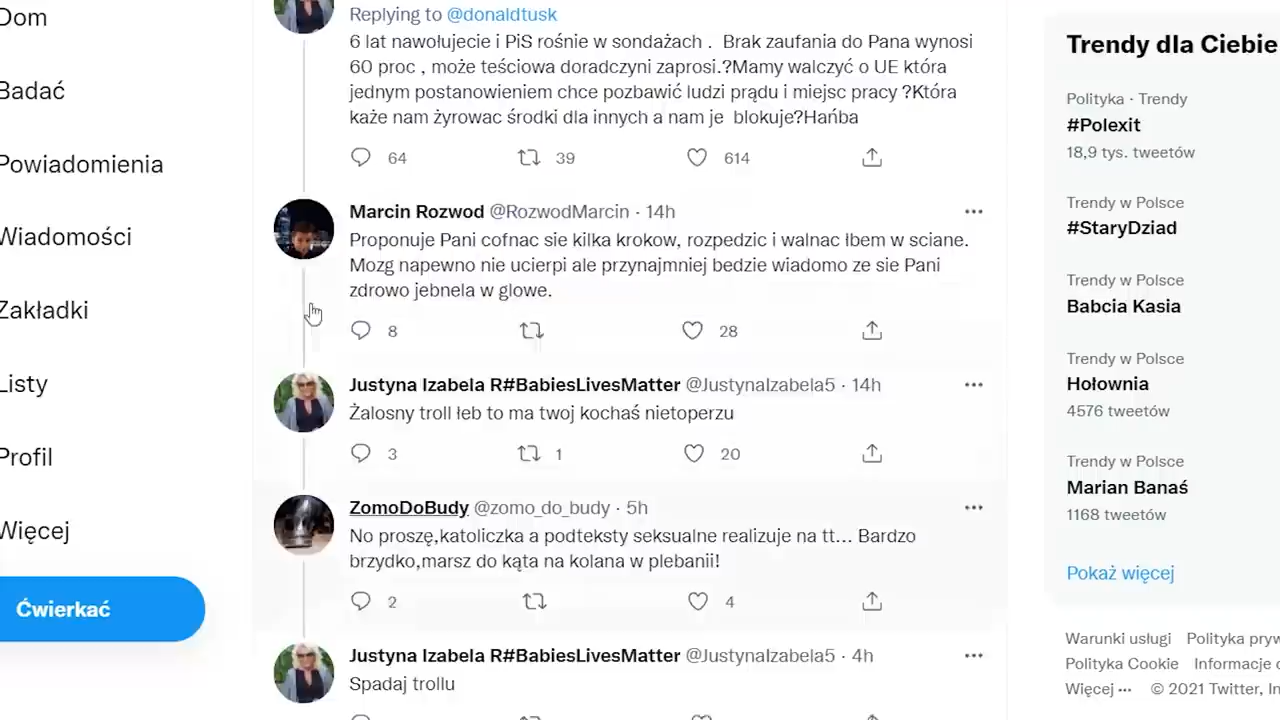 Dom
Badać
Powiadomienia
Wiadomości
Zakładki
Listy
Profil
Więcej
Ćwierkać
Replying to @donaldtusk
6 lat nawołujecie i PiS rośnie w sondażach . Brak zaufania do Pana wynosi
60 proc , może teściowa doradczyni zaprosi.?Mamy walczyć o UE która
jednym postanowieniem chce pozbawić ludzi prądu i miejsc pracy ?Która
każe nam żyrowac środki dla innych a nam je blokuje?Hańba
64 39 614
Marcin Rozwod @RozwodMarcin · 14h
Proponuje Pani cofnac sie kilka krokow, rozpedzic i walnac łbem w sciane.
Mozg napewno nie ucierpi ale przynajmniej bedzie wiadomo ze sie Pani
zdrowo jebnela w glowe.
8 28
Justyna Izabela R#BabiesLivesMatter @JustynaIzabela5 · 14h
Żalosny troll łeb to ma twoj kochaś nietoperzu
3 1 20
ZomoDoBudy @zomo_do_budy · 5h
No proszę,katoliczka a podteksty seksualne realizuje na tt... Bardzo
brzydko,marsz do kąta na kolana w plebanii!
2 4
Justyna Izabela R#BabiesLivesMatter @JustynaIzabela5 · 4h
Spadaj trollu
Trendy dla Ciebie
Polityka · Trendy
#Polexit
18,9 tys. tweetów
Trendy w Polsce
#StaryDziad
Trendy w Polsce
Babcia Kasia
Trendy w Polsce
Hołownia
4576 tweetów
Trendy w Polsce
Marian Banaś
1168 tweetów
Pokaż więcej
Warunki usługi Polityka pryw
Polityka Cookie Informacje o
Więcej ··· © 2021 Twitter, In